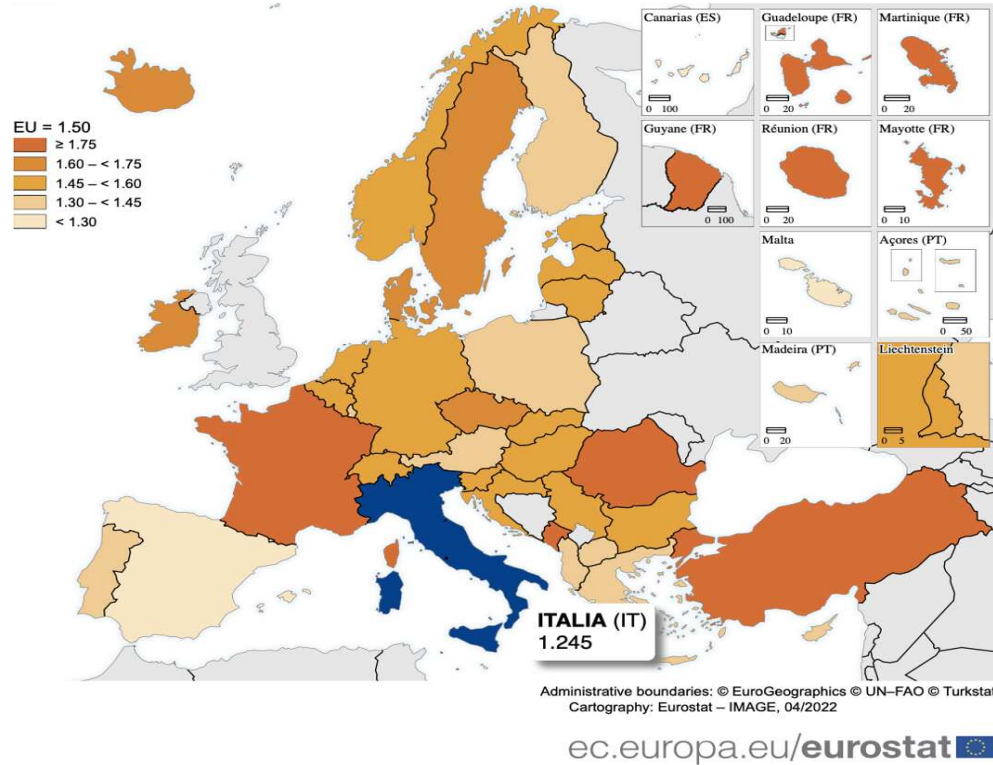 EU = 1.50
≥ 1.75
1.60 – < 1.75
1.45 – < 1.60
1.30 – < 1.45
< 1.30
Canarias (ES)
0 100
Guadeloupe (FR)
0 20
Martinique (FR)
0 20
Guyane (FR)
0 100
Réunion (FR)
0 20
Mayotte (FR)
0 10
Malta
0 10
Açores (PT)
0 50
Madeira (PT)
0 20
Liechtenstein
0 5
ITALIA (IT)
1.245
Administrative boundaries: © EuroGeographics © UN–FAO © Turkstat
Cartography: Eurostat – IMAGE, 04/2022
ec.europa.eu/eurostat